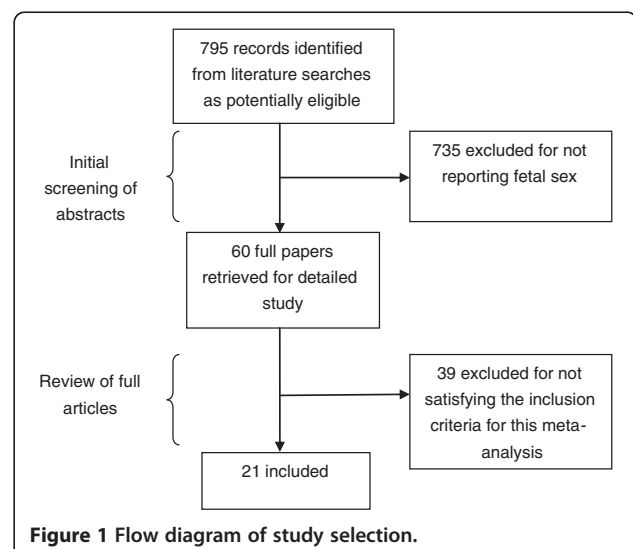 795 records identified
from literature searches
as potentially eligible
Initial
screening of
abstracts
735 excluded for not
reporting fetal sex
60 full papers
retrieved for detailed
study
Review of full
articles
39 excluded for not
satisfying the inclusion
criteria for this meta-
analysis
21 included
Figure 1 Flow diagram of study selection.